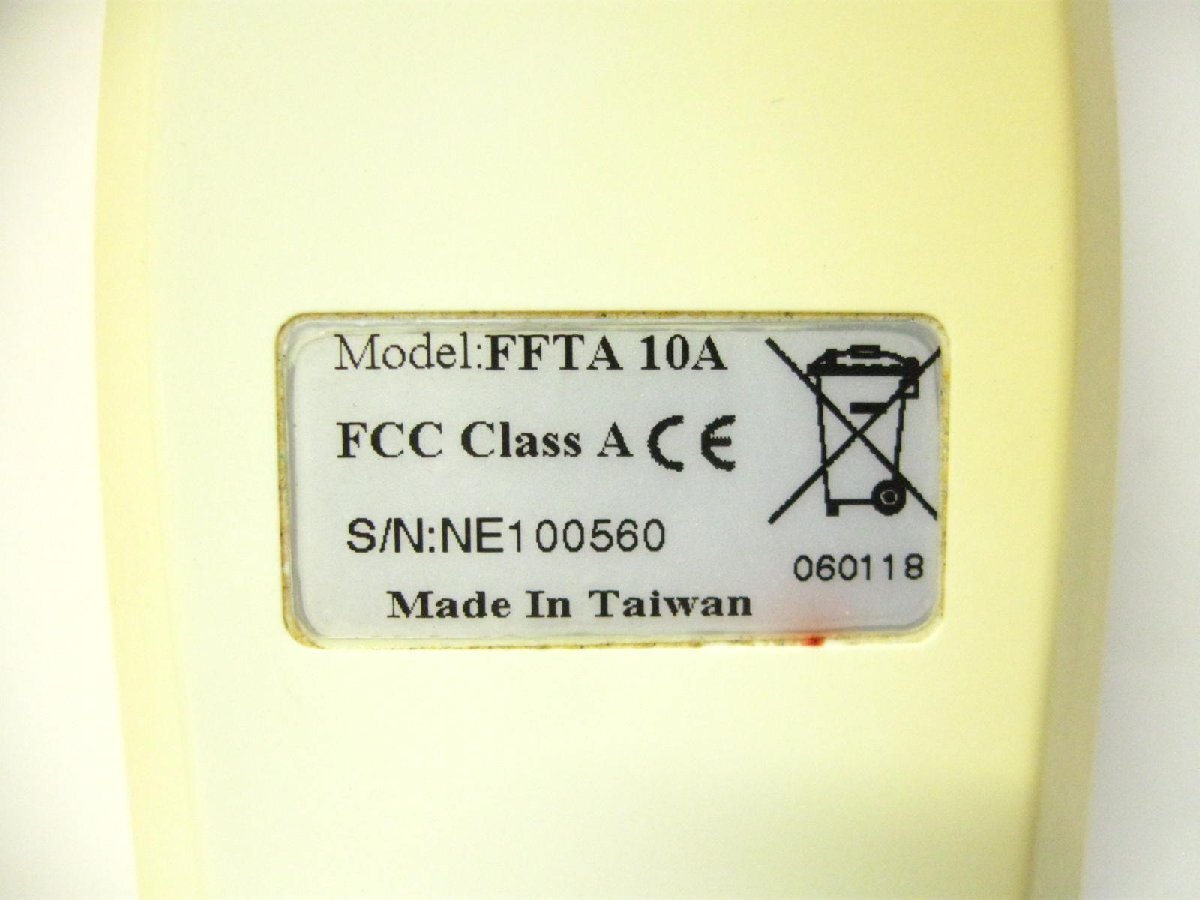 Model:FFTA 10A
FCC Class A CE
S/N:NE100560
060118
Made In Taiwan